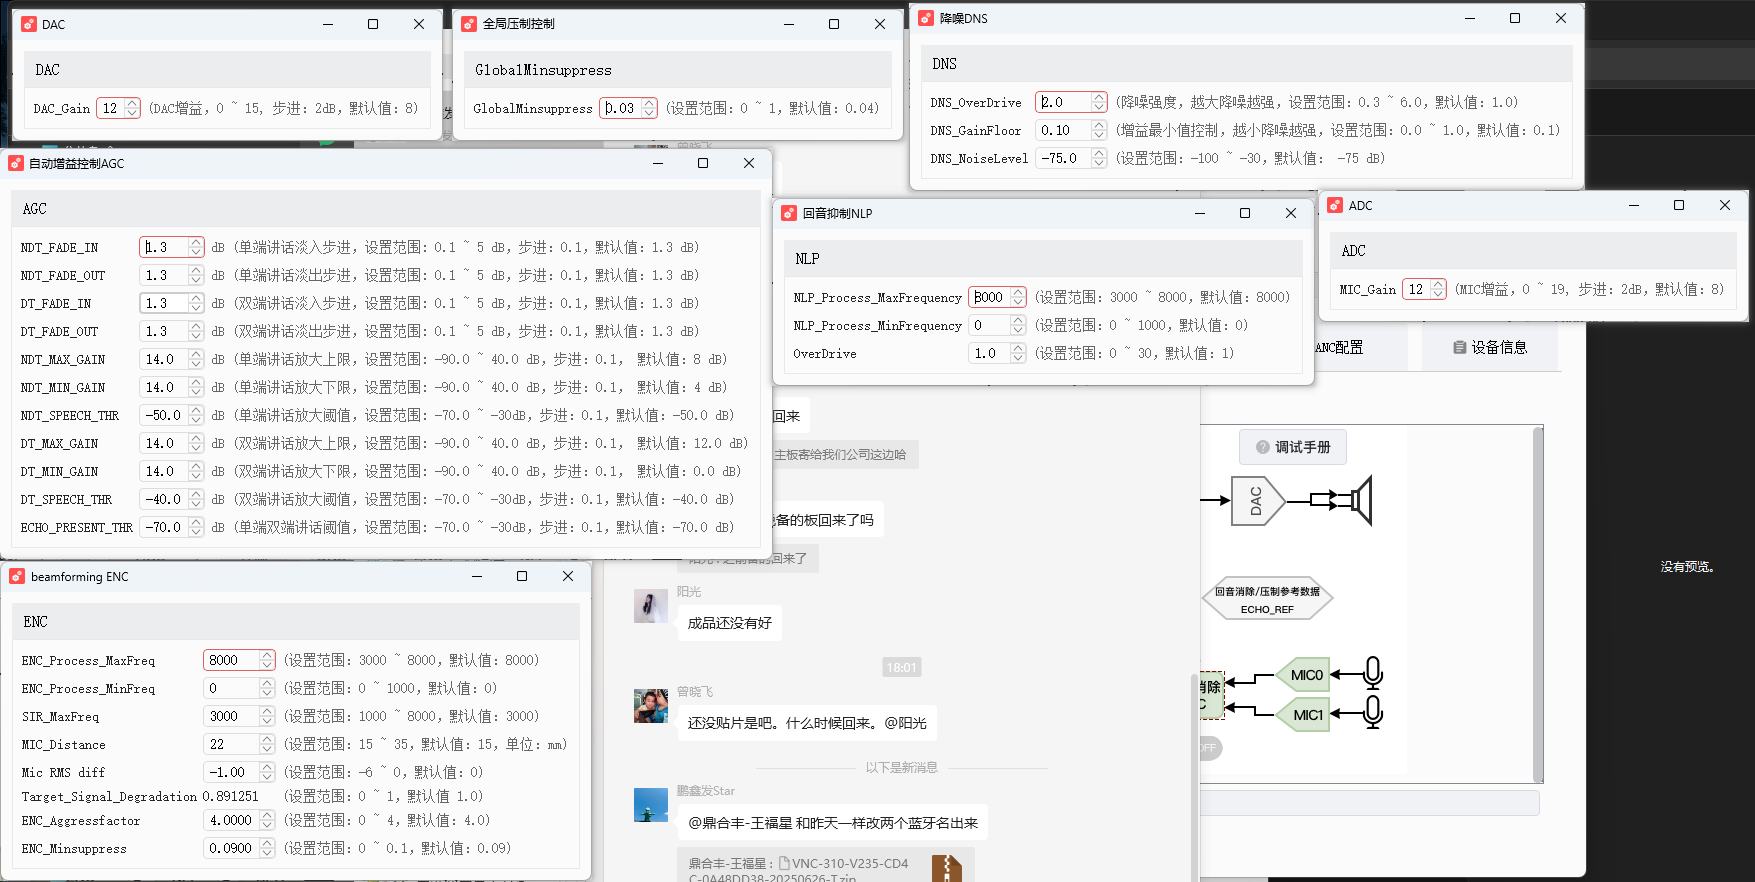 DAC
DAC
DAC_Gain 12 (DAC增益，0 ~ 15, 步进：2dB，默认值：8)
全局压制控制
GlobalMinsuppress
GlobalMinsuppress 0.03 (设置范围：0 ~ 1，默认值：0.04)
降噪DNS
DNS
DNS_OverDrive 2.0 (降噪强度，越大降噪越强，设置范围：0.3 ~ 6.0，默认值：1.0)
DNS_GainFloor 0.10 (增益最小值控制，越小降噪越强，设置范围：0.0 ~ 1.0，默认值：0.1)
DNS_NoiseLevel -75.0 (设置范围：-100 ~ -30，默认值： -75 dB)
自动增益控制AGC
AGC
NDT_FADE_IN 1.3 dB (单端讲话淡入步进，设置范围：0.1 ~ 5 dB，步进：0.1，默认值：1.3 dB)
NDT_FADE_OUT 1.3 dB (单端讲话淡出步进，设置范围：0.1 ~ 5 dB，步进：0.1，默认值：1.3 dB)
DT_FADE_IN 1.3 dB (双端讲话淡入步进，设置范围：0.1 ~ 5 dB，步进：0.1，默认值：1.3 dB)
DT_FADE_OUT 1.3 dB (双端讲话淡出步进，设置范围：0.1 ~ 5 dB，步进：0.1，默认值：1.3 dB)
NDT_MAX_GAIN 14.0 dB (单端讲话放大上限，设置范围：-90.0 ~ 40.0 dB，步进：0.1， 默认值：8 dB)
NDT_MIN_GAIN 14.0 dB (单端讲话放大下限，设置范围：-90.0 ~ 40.0 dB，步进：0.1， 默认值：4 dB)
NDT_SPEECH_THR -50.0 dB (单端讲话放大阈值，设置范围：-70.0 ~ -30dB，步进：0.1，默认值：-50.0 dB)
DT_MAX_GAIN 14.0 dB (双端讲话放大上限，设置范围：-90.0 ~ 40.0 dB，步进：0.1， 默认值：12.0 dB)
DT_MIN_GAIN 14.0 dB (双端讲话放大下限，设置范围：-90.0 ~ 40.0 dB，步进：0.1， 默认值：0.0 dB)
DT_SPEECH_THR -40.0 dB (双端讲话放大阈值，设置范围：-70.0 ~ -30dB，步进：0.1，默认值：-40.0 dB)
ECHO_PRESENT_THR -70.0 dB (单端双端讲话阈值，设置范围：-70.0 ~ -30dB，步进：0.1，默认值：-70.0 dB)
回音抑制NLP
NLP
NLP_Process_MaxFrequency 8000 (设置范围：3000 ~ 8000，默认值：8000)
NLP_Process_MinFrequency 0 (设置范围：0 ~ 1000，默认值：0)
OverDrive 1.0 (设置范围：0 ~ 30，默认值：1)
ADC
ADC
MIC_Gain 12 (MIC增益，0 ~ 19, 步进：2dB，默认值：8)
ANC配置
设备信息
调试手册
DAC
回音消除/压制参考数据
ECHO_REF
消除
C
MIC0
MIC1
OFF
没有预览。
beamforming ENC
ENC
ENC_Process_MaxFreq 8000 (设置范围：3000 ~ 8000，默认值：8000)
ENC_Process_MinFreq 0 (设置范围：0 ~ 1000，默认值：0)
SIR_MaxFreq 3000 (设置范围：1000 ~ 8000，默认值：3000)
MIC_Distance 22 (设置范围：15 ~ 35，默认值：15，单位：mm)
Mic RMS diff -1.00 (设置范围：-6 ~ 0，默认值：0)
Target_Signal_Degradation 0.891251 (设置范围：0 ~ 1，默认值 1.0)
ENC_Aggressfactor 4.0000 (设置范围：0 ~ 4，默认值：4.0)
ENC_Minsuppress 0.0900 (设置范围：0 ~ 0.1，默认值：0.09)
回来
主板寄给我们公司这边哈
备的板回来了吗
回来了
阳光
成品还没有好
18:01
曾晓飞
还没贴片是吧。什么时候回来。@阳光
以下是新消息
鹏鑫发Star
@鼎合丰-王福星 和昨天一样改两个蓝牙名出来
鼎合丰-王福星：VNC-310-V235-CD4
C-0A48DD38-20250626-T.zip